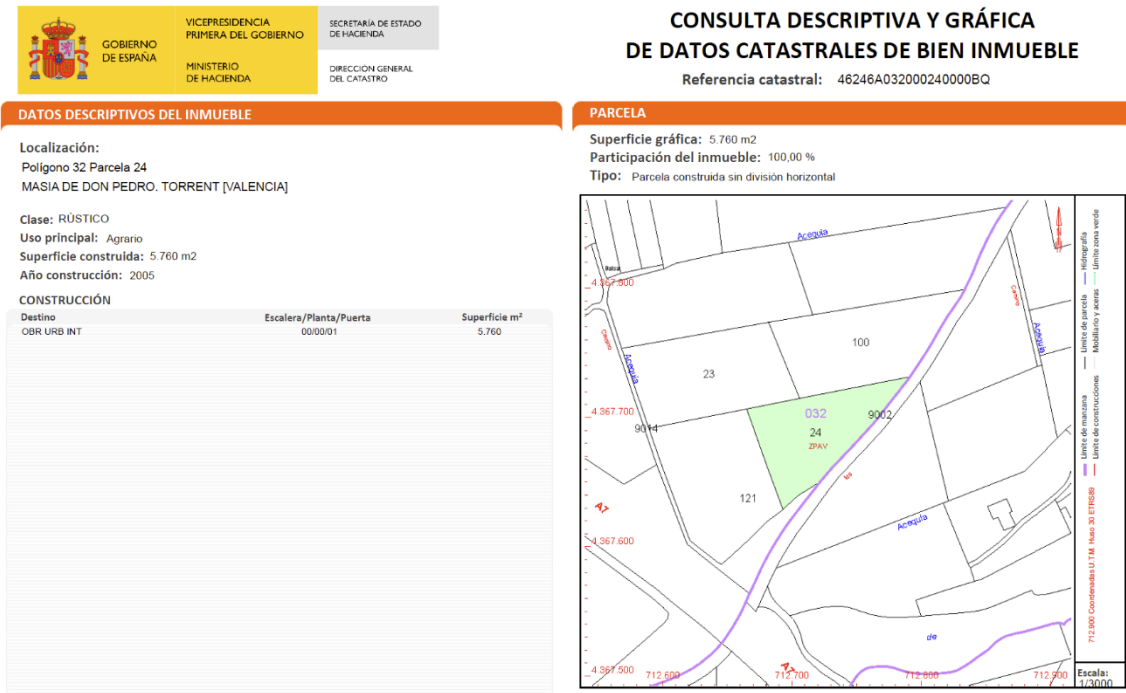 GOBIERNO
DE ESPAÑA
VICEPRESIDENCIA
PRIMERA DEL GOBIERNO
MINISTERIO
DE HACIENDA
SECRETARÍA DE ESTADO
DE HACIENDA
DIRECCIÓN GENERAL
DEL CATASTRO
CONSULTA DESCRIPTIVA Y GRÁFICA
DE DATOS CATASTRALES DE BIEN INMUEBLE
Referencia catastral: 46246A032000240000BQ
DATOS DESCRIPTIVOS DEL INMUEBLE
Localización:
Polígono 32 Parcela 24
MASIA DE DON PEDRO. TORRENT [VALENCIA]
Clase: RÚSTICO
Uso principal: Agrario
Superficie construida: 5.760 m2
Año construcción: 2005
CONSTRUCCIÓN
Destino Escalera/Planta/Puerta Superficie m²
OBR URB INT 00/00/01 5.760
PARCELA
Superficie gráfica: 5.760 m2
Participación del inmueble: 100,00 %
Tipo: Parcela construida sin división horizontal
Acequia
Balsa
4.367.800
Camino
Camino
Acequia
Acequia
100
23
4.367.700
032
9002
24
ZPAV
9014
121
A7
Acequia
4.367.600
de
A7
4.367.500
712.600
712.700
712.800
712.900
Hidrografía
Límite zona verde
Límite de parcela
Mobiliario y aceras
Límite de manzana
Límite de construcciones
712.900 Coordenadas U.T.M. Huso 30 ETRS89
Escala:
1/3000